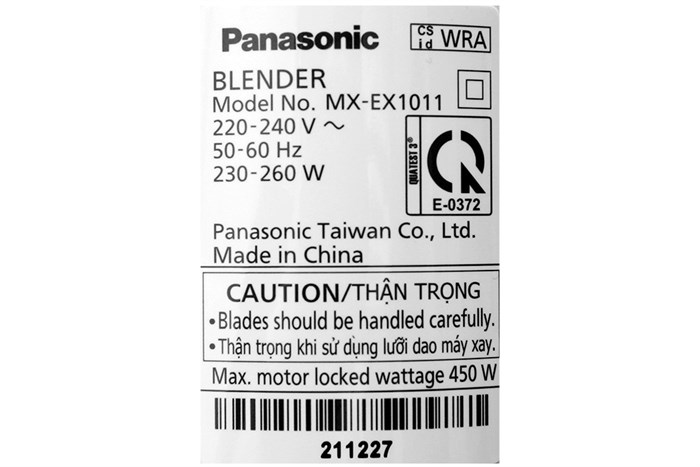 Panasonic
CS id WRA
BLENDER
Model No. MX-EX1011
220-240 V ~
50-60 Hz
230-260 W
QUATEST 3®
E-0372
Panasonic Taiwan Co., Ltd.
Made in China
CAUTION/THẬN TRỌNG
•Blades should be handled carefully.
•Thận trọng khi sử dụng lưỡi dao máy xay.
Max. motor locked wattage 450 W
211227